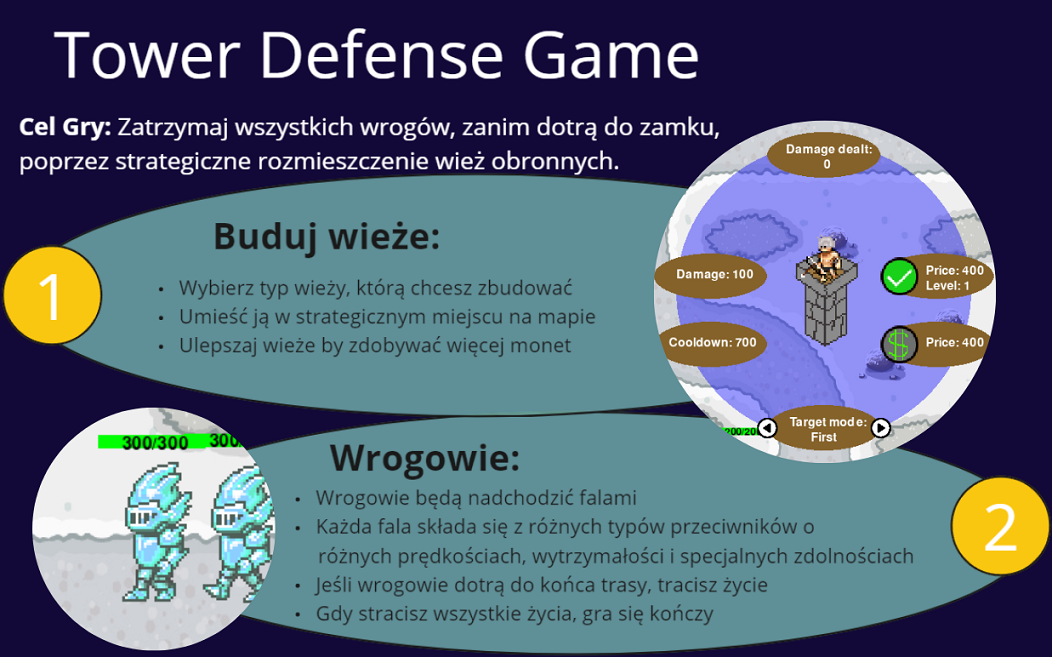 Tower Defense Game
Cel Gry: Zatrzymaj wszystkich wrogów, zanim dotrą do zamku,
poprzez strategiczne rozmieszczenie wież obronnych.
1
Buduj wieże:
• Wybierz typ wieży, którą chcesz zbudować
• Umieść ją w strategicznym miejscu na mapie
• Ulepszaj wieże by zdobywać więcej monet
Damage dealt:
0
Damage: 100
Price: 400
Level: 1
Cooldown: 700
$
Price: 400
Target mode:
First
300/300
300
2
Wrogowie:
• Wrogowie będą nadchodzić falami
• Każda fala składa się z różnych typów przeciwników o
różnych prędkościach, wytrzymałości i specjalnych zdolnościach
• Jeśli wrogowie dotrą do końca trasy, tracisz życie
• Gdy stracisz wszystkie życia, gra się kończy